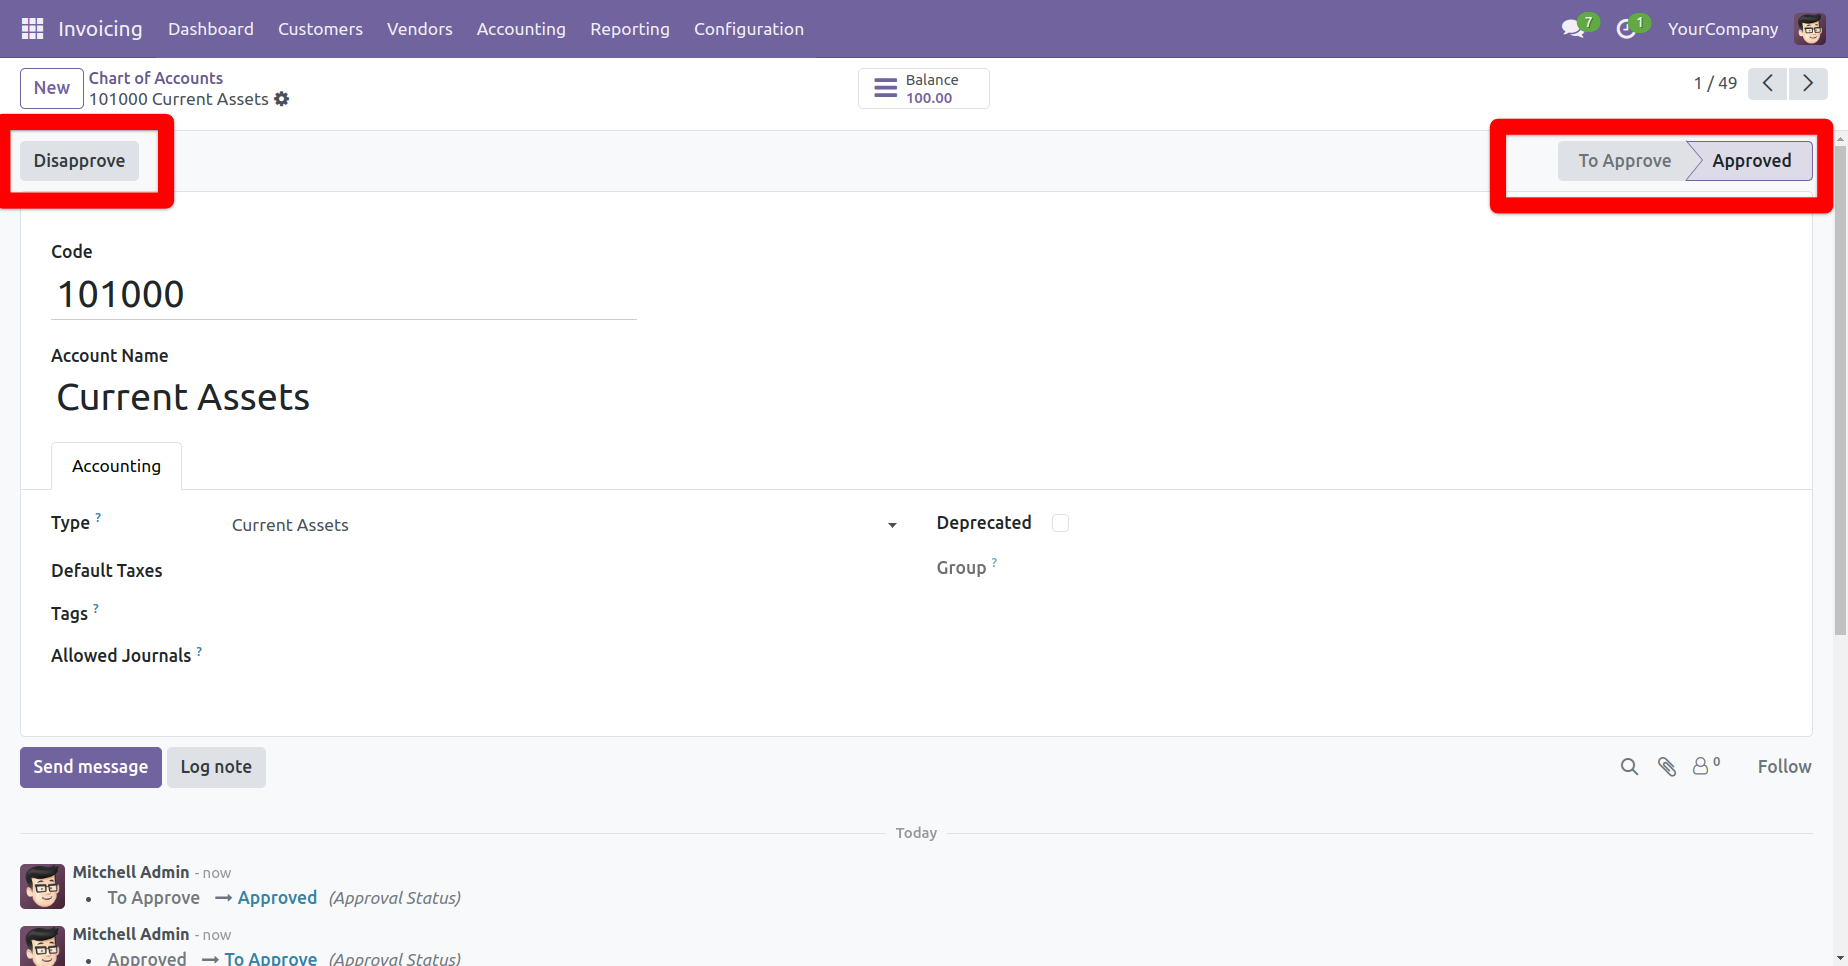 Invoicing Dashboard Customers Vendors Accounting Reporting Configuration 7 1 YourCompany
New Chart of Accounts
101000 Current Assets
Balance
100.00
1 / 49
Disapprove To Approve Approved
Code
101000
Account Name
Current Assets
Accounting
Type ? Current Assets
Deprecated
Default Taxes
Group ?
Tags ?
Allowed Journals ?
Send message Log note 0 Follow
Today
Mitchell Admin - now
• To Approve → Approved (Approval Status)
Mitchell Admin - now
• Approved → To Approve (Approval Status)